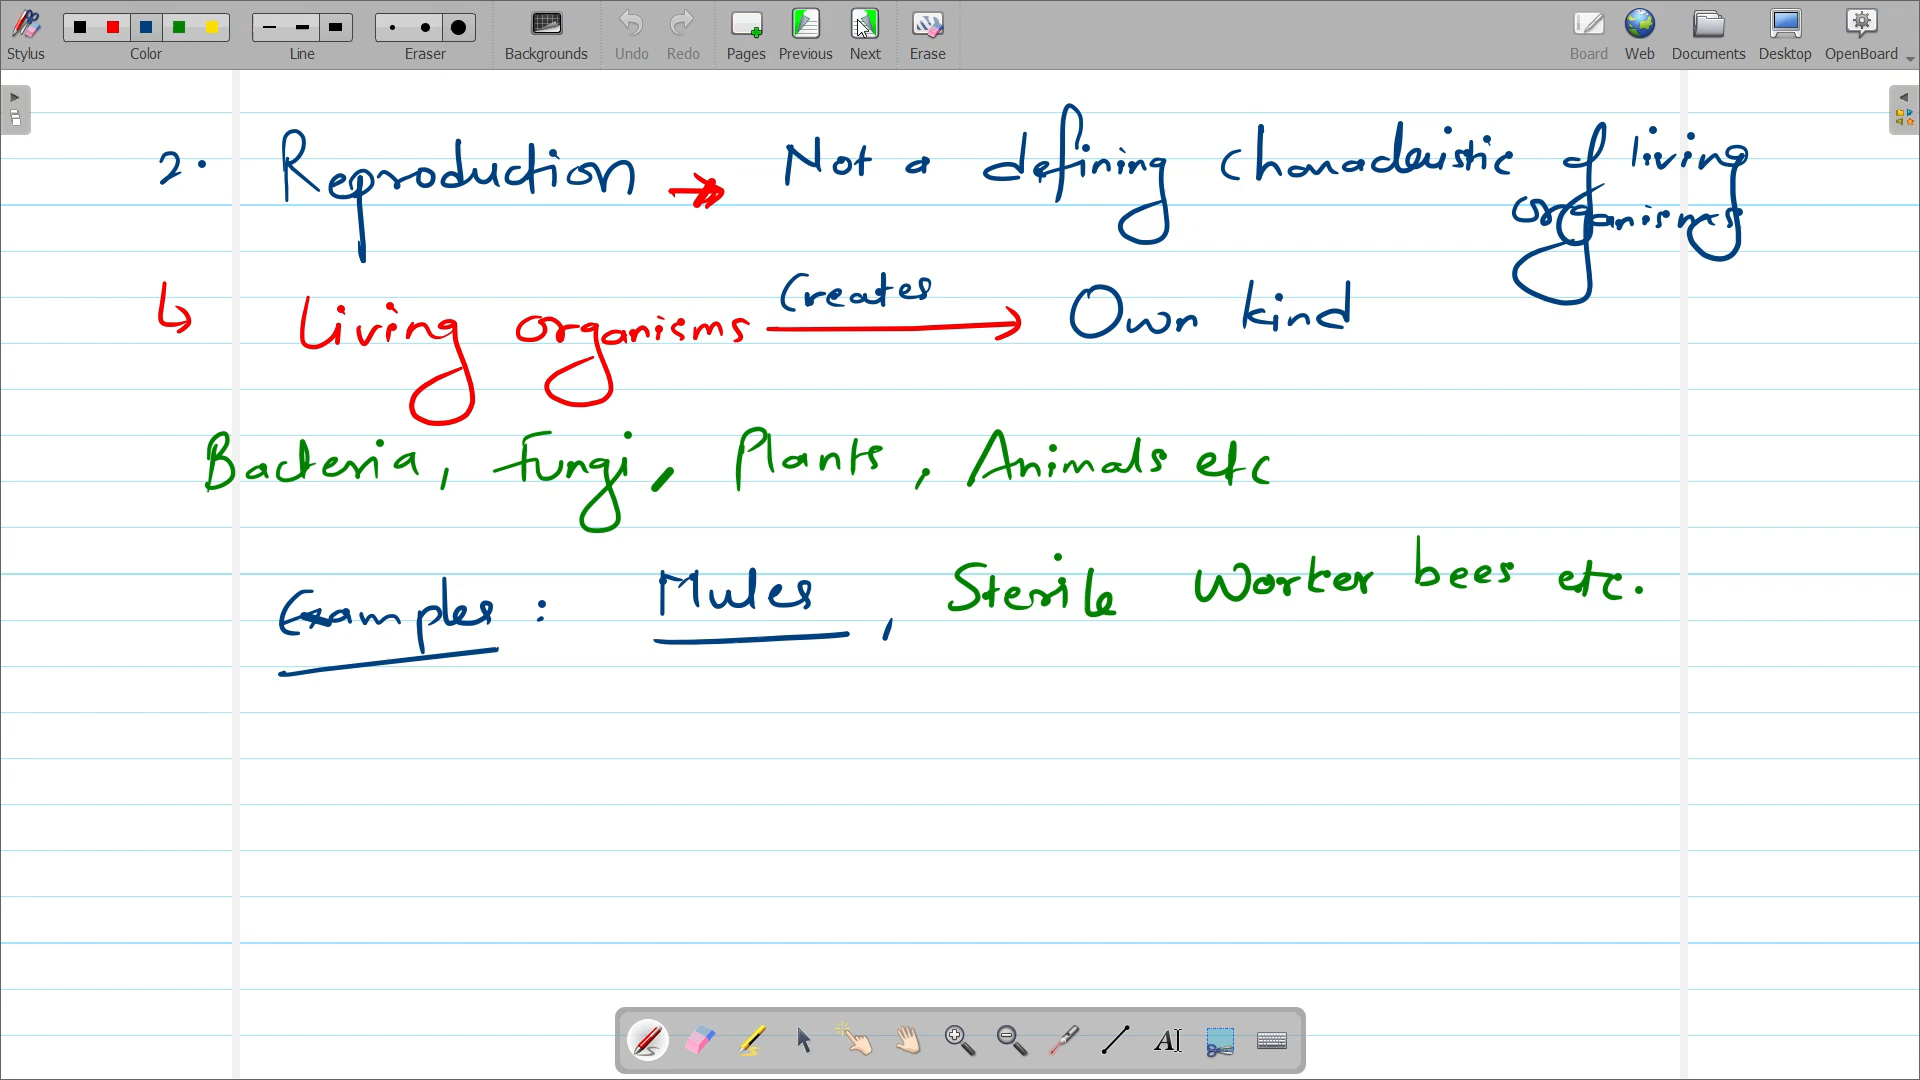 Stylus Color Line Eraser Backgrounds Undo Redo Pages Previous Next Erase Board Web Documents Desktop OpenBoard
2. Reproduction → Not a defining characteristic of living
organisms
↳ Living organisms Creates → Own kind
Bacteria, Fungi, Plants, Animals etc
Examples : Mules, Sterile Worker bees etc.